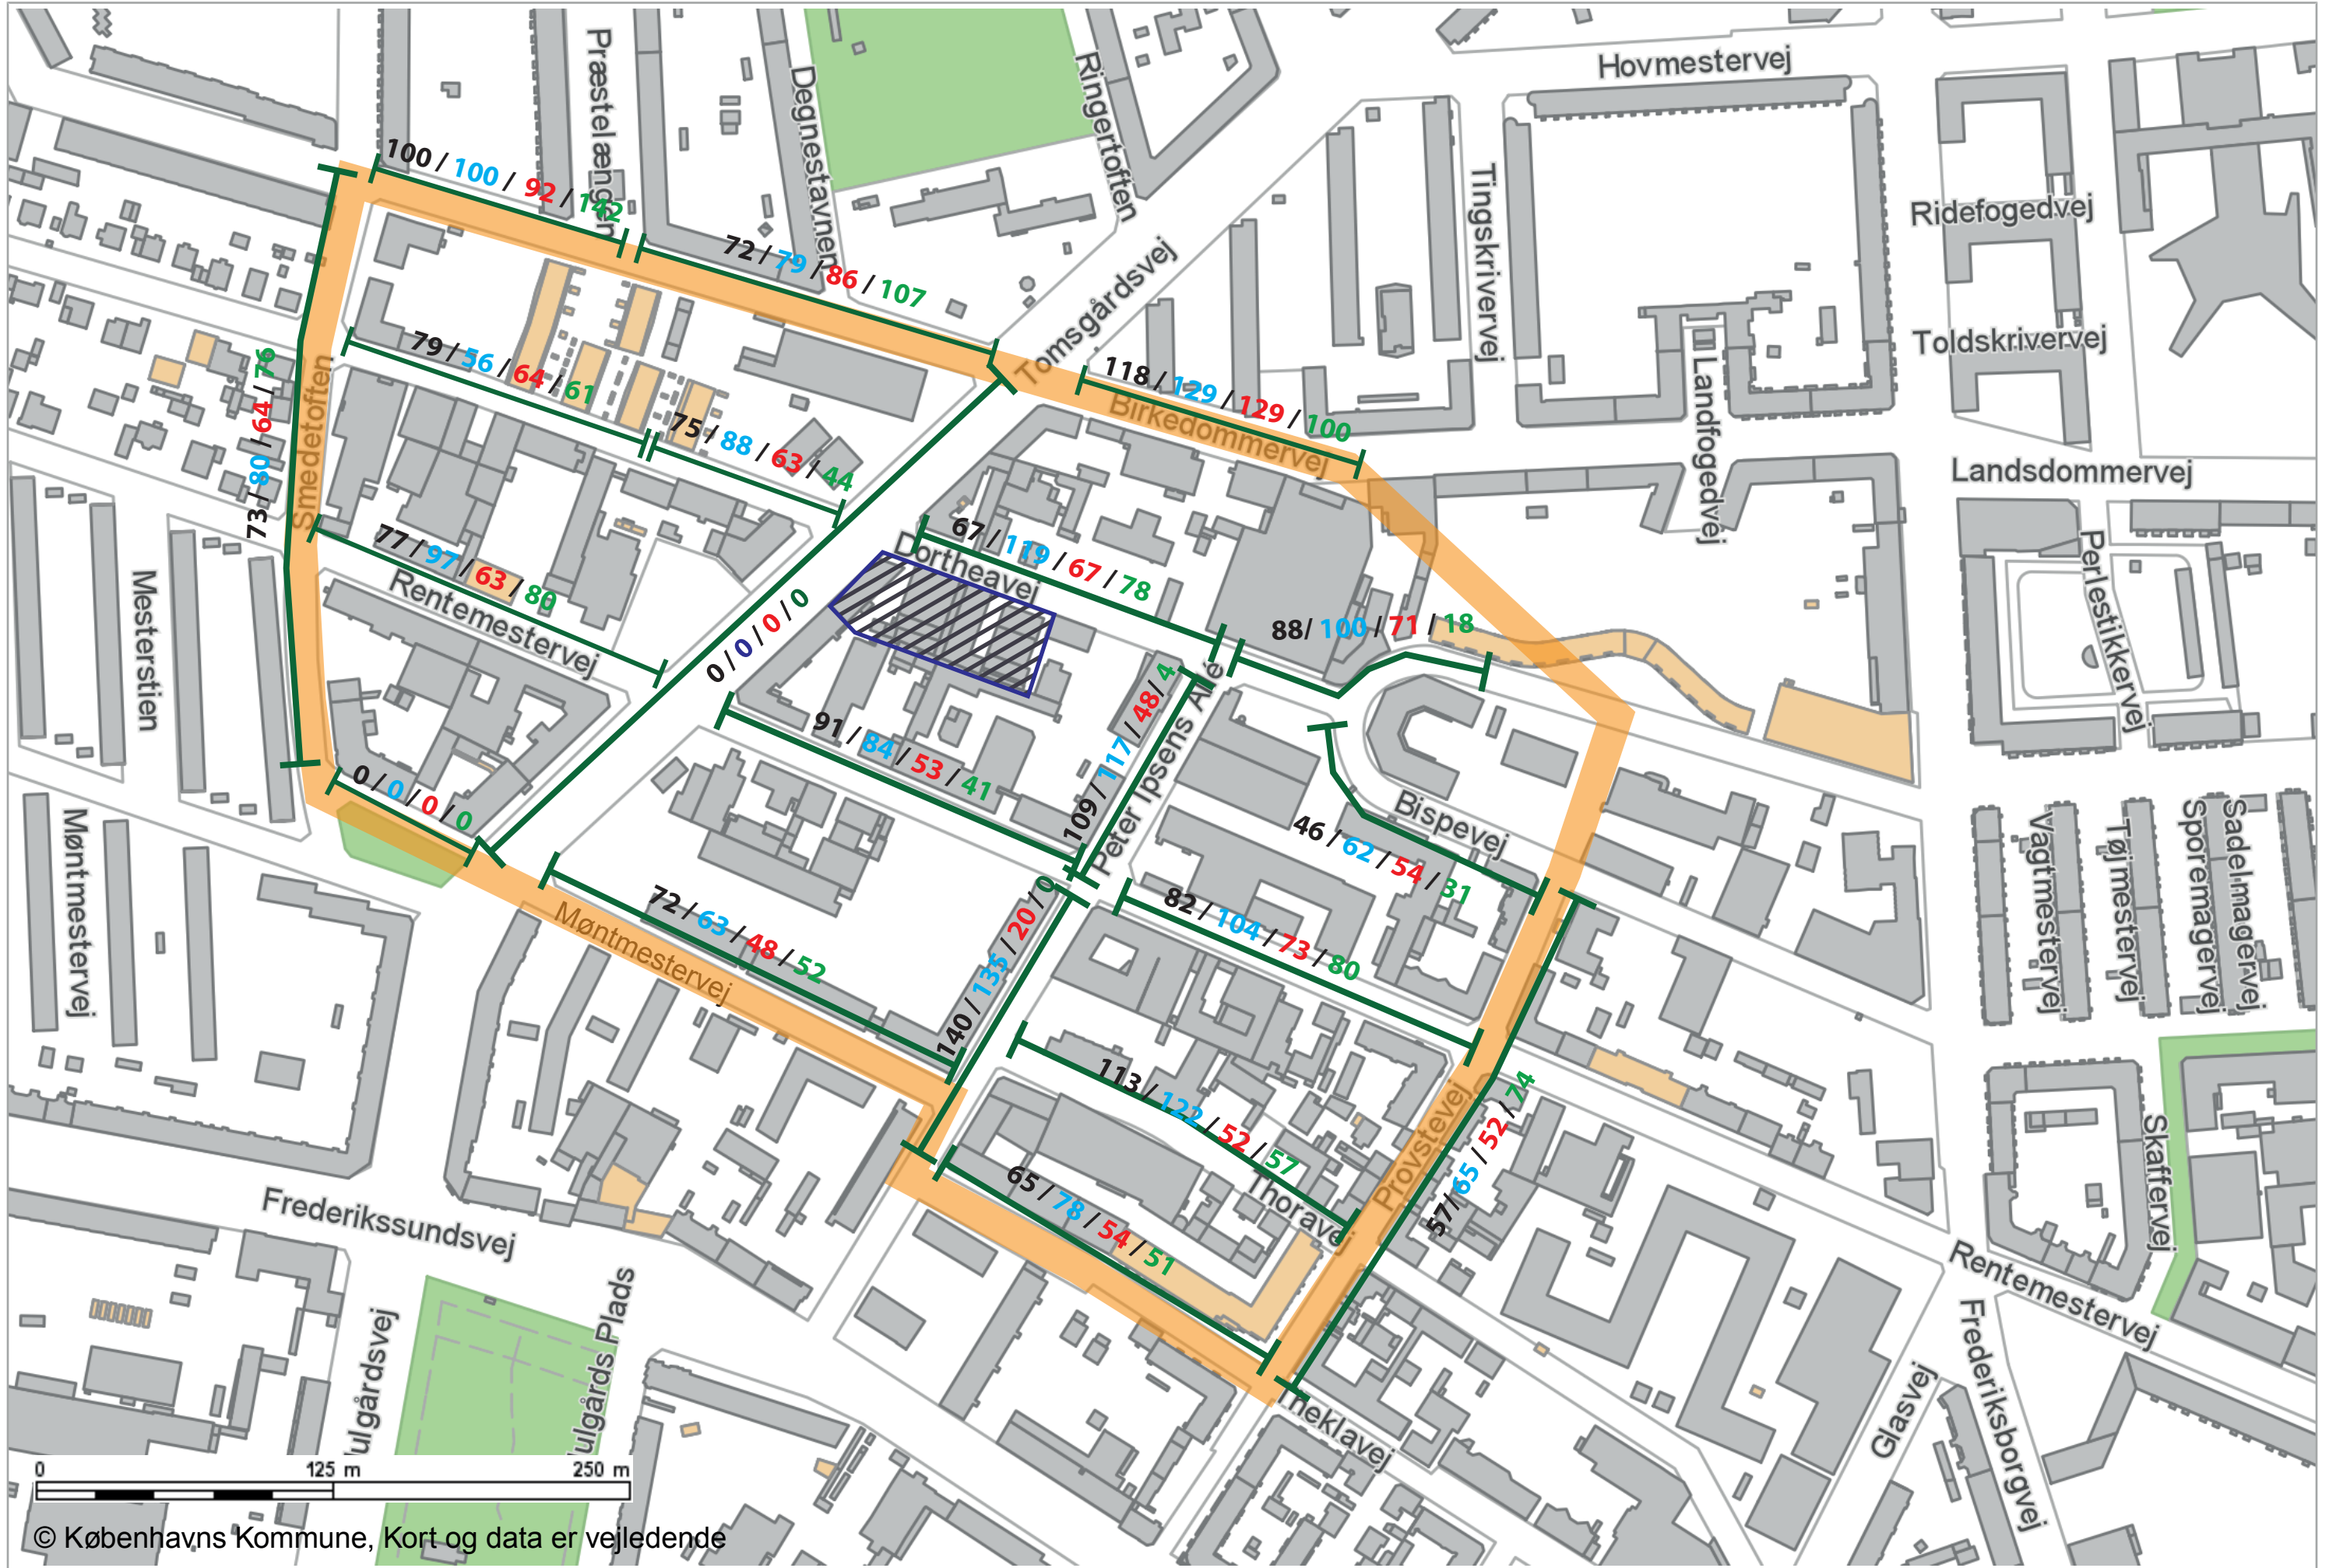 Hovmestervej
Præstelængen
Degnestavnen
Ringertoften
100 / 100 / 92 / 142
Tingskrivervej
Ridefogedvej
72 / 79 / 86 / 107
Tomsgårdsvej
Toldskrivervej
79 / 56 / 64 / 61
118 / 129 / 129 / 100
Birkedommervej
Landfogedvej
73 / 80 / 64 / 76
Smedetoften
75 / 88 / 63 / 44
Landsdommervej
77 / 97 / 63 / 80
67 / 119 / 67 / 78
Dortheavej
Perlestikkervej
Mesterstien
Rentemestervej
0 / 0 / 0 / 0
88/ 100 / 71 / 18
91 / 84 / 53 / 41
109 / 117 / 48/ 4
Peter Ipsens Allé
0 / 0 / 0 / 0
Bispevej
46 / 62 / 54 / 31
Møntmestervej
Vagtmestervej
Tøjmestervej
Sporemagervej
Sadelmagervej
72 / 63 / 48 / 52
Møntmestervej
140 / 135 / 20 / 0
82 / 104 / 73 / 80
113 / 122 / 52 / 57
Provstevej
57/ 65 / 52 / 74
Skaffervej
65 / 78 / 54 / 51
Thoravej
Frederikssundsvej
Rentemestervej
ulgårdsvej
ulgårds Plads
Theklavej
Glasvej
Frederiksborgvej
0 125 m 250 m
© Københavns Kommune, Kort og data er vejledende